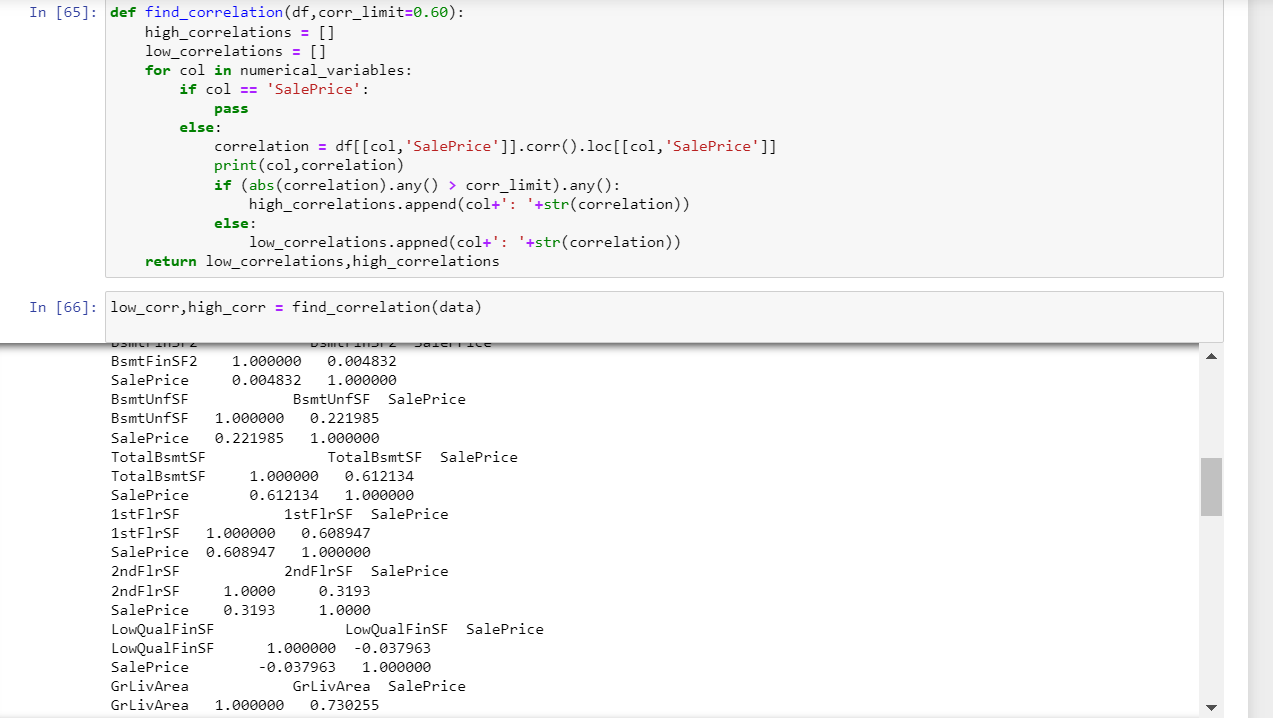 In [65]: def find_correlation(df,corr_limit=0.60):
high_correlations = []
low_correlations = []
for col in numerical_variables:
if col == 'SalePrice':
pass
else:
correlation = df[[col,'SalePrice']].corr().loc[[col,'SalePrice']]
print(col,correlation)
if (abs(correlation).any() > corr_limit).any():
high_correlations.append(col+': '+str(correlation))
else:
low_correlations.appned(col+': '+str(correlation))
return low_correlations,high_correlations
In [66]: low_corr,high_corr = find_correlation(data)
BsmtFinSF2 BsmtFinSF2 SalePrice
BsmtFinSF2 1.000000 0.004832
SalePrice 0.004832 1.000000
BsmtUnfSF BsmtUnfSF SalePrice
BsmtUnfSF 1.000000 0.221985
SalePrice 0.221985 1.000000
TotalBsmtSF TotalBsmtSF SalePrice
TotalBsmtSF 1.000000 0.612134
SalePrice 0.612134 1.000000
1stFlrSF 1stFlrSF SalePrice
1stFlrSF 1.000000 0.608947
SalePrice 0.608947 1.000000
2ndFlrSF 2ndFlrSF SalePrice
2ndFlrSF 1.0000 0.3193
SalePrice 0.3193 1.0000
LowQualFinSF LowQualFinSF SalePrice
LowQualFinSF 1.000000 -0.037963
SalePrice -0.037963 1.000000
GrLivArea GrLivArea SalePrice
GrLivArea 1.000000 0.730255